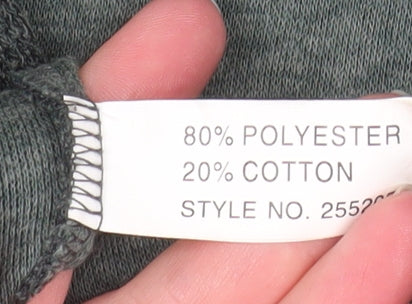 80% POLYESTER
20% COTTON
STYLE NO.